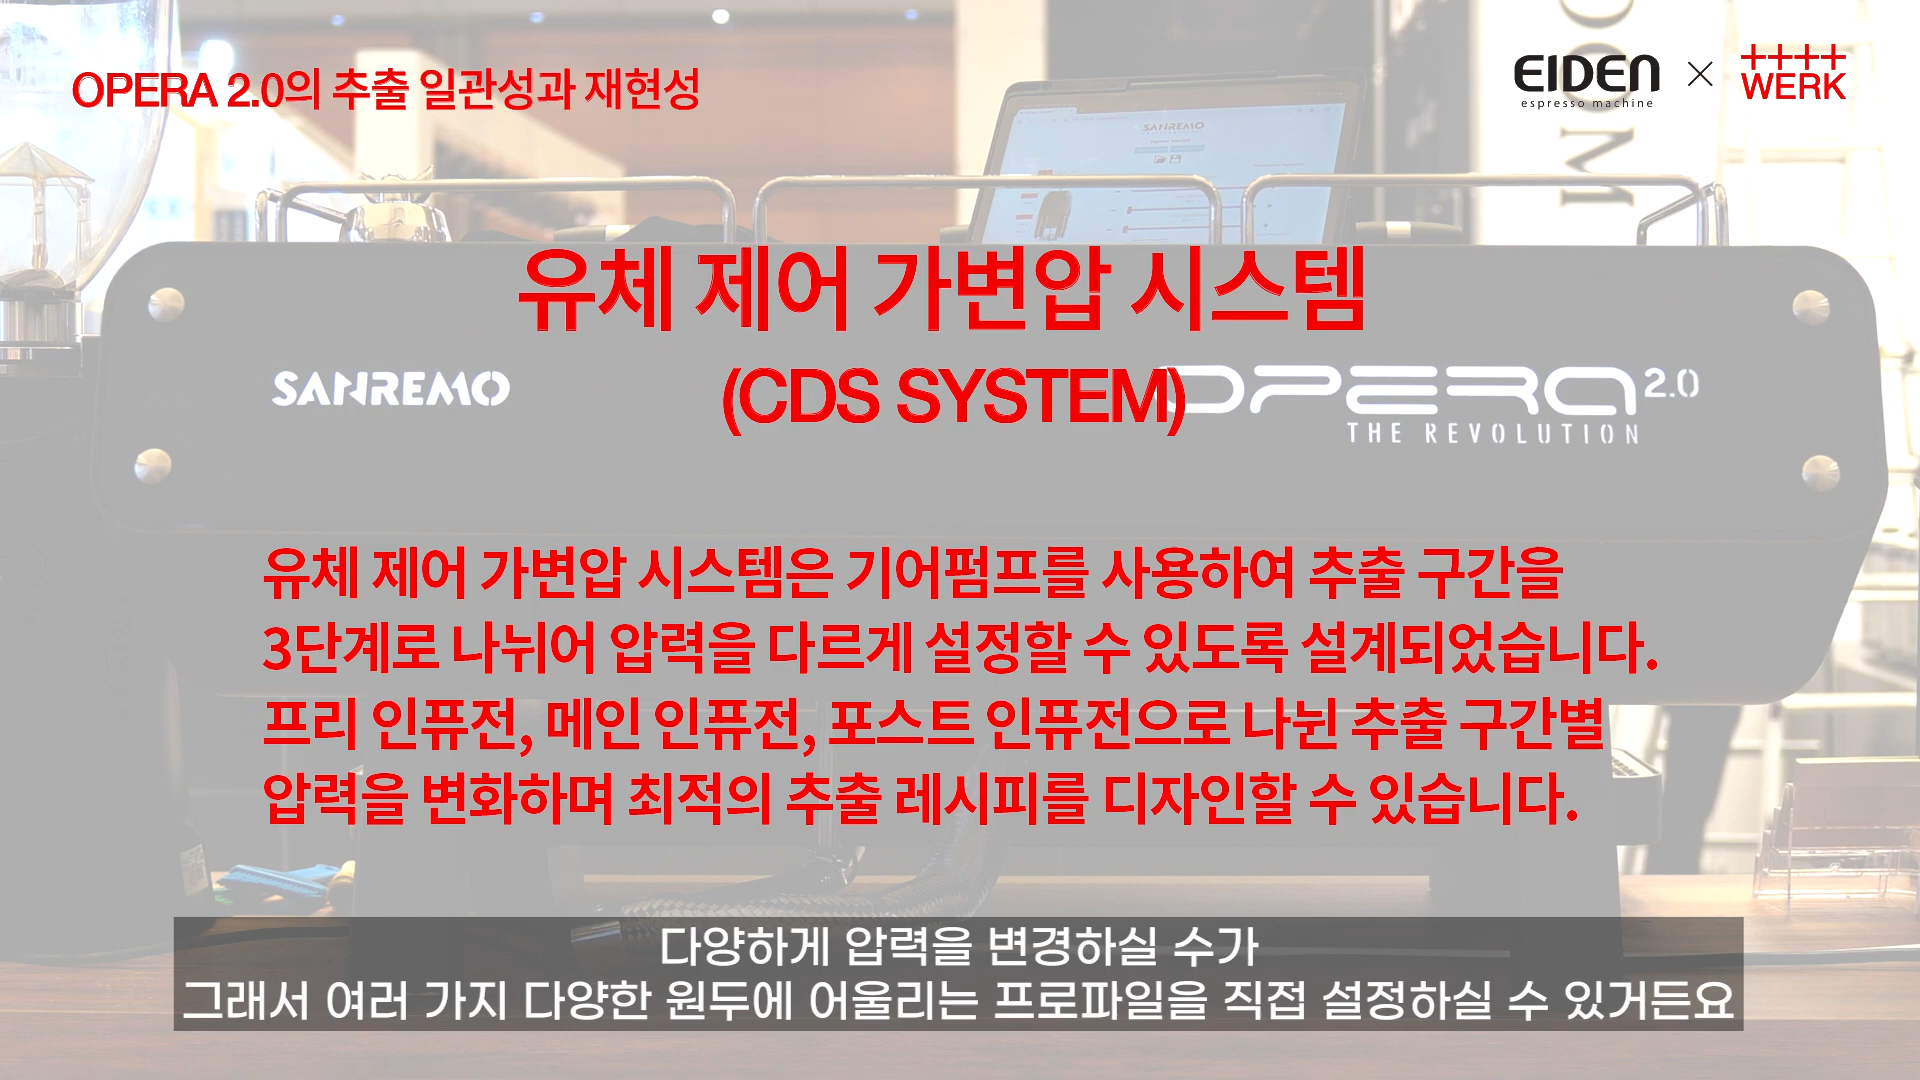 OPERA 2.0의 추출 일관성과 재현성
EIDEN
espresso machine
×
++++
WERK
SANREMO
유체 제어 가변압 시스템
(CDS SYSTEM)
SANREMO
OPERA 2.0
THE REVOLUTION
유체 제어 가변압 시스템은 기어펌프를 사용하여 추출 구간을
3단계로 나뉘어 압력을 다르게 설정할 수 있도록 설계되었습니다.
프리 인퓨전, 메인 인퓨전, 포스트 인퓨전으로 나뉜 추출 구간별
압력을 변화하며 최적의 추출 레시피를 디자인할 수 있습니다.
다양하게 압력을 변경하실 수가
그래서 여러 가지 다양한 원두에 어울리는 프로파일을 직접 설정하실 수 있거든요